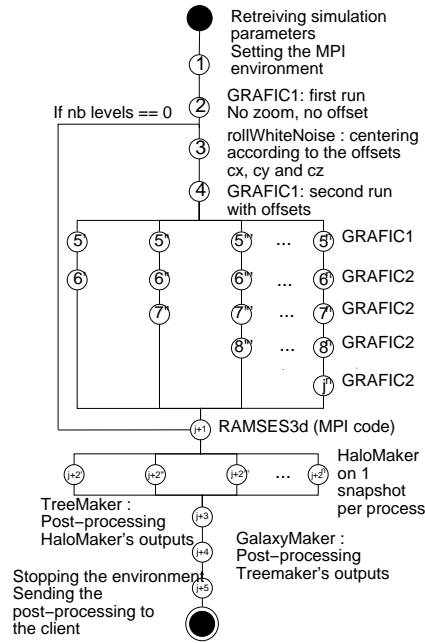 Retreiving simulation
parameters
Setting the MPI
environment
1
If nb levels == 0
2
GRAFIC1: first run
No zoom, no offset
3
rollWhiteNoise : centering
according to the offsets
cx, cy and cz
4
GRAFIC1: second run
with offsets
5' 5'' 5''' ... 5ⁿ GRAFIC1
6' 6'' 6''' ... 6ⁿ GRAFIC2
7'' 7''' ... 7ⁿ GRAFIC2
8''' ... 8ⁿ GRAFIC2
jⁿ GRAFIC2
j+1 RAMSES3d (MPI code)
j+2' j+2'' j+2''' ... j+2ⁿ
HaloMaker
on 1
snapshot
per process
TreeMaker :
Post−processing
HaloMaker's outputs
j+3
j+4
GalaxyMaker :
Post−processing
Treemaker's outputs
j+5
Stopping the environment
Sending the
post−processing to
the client